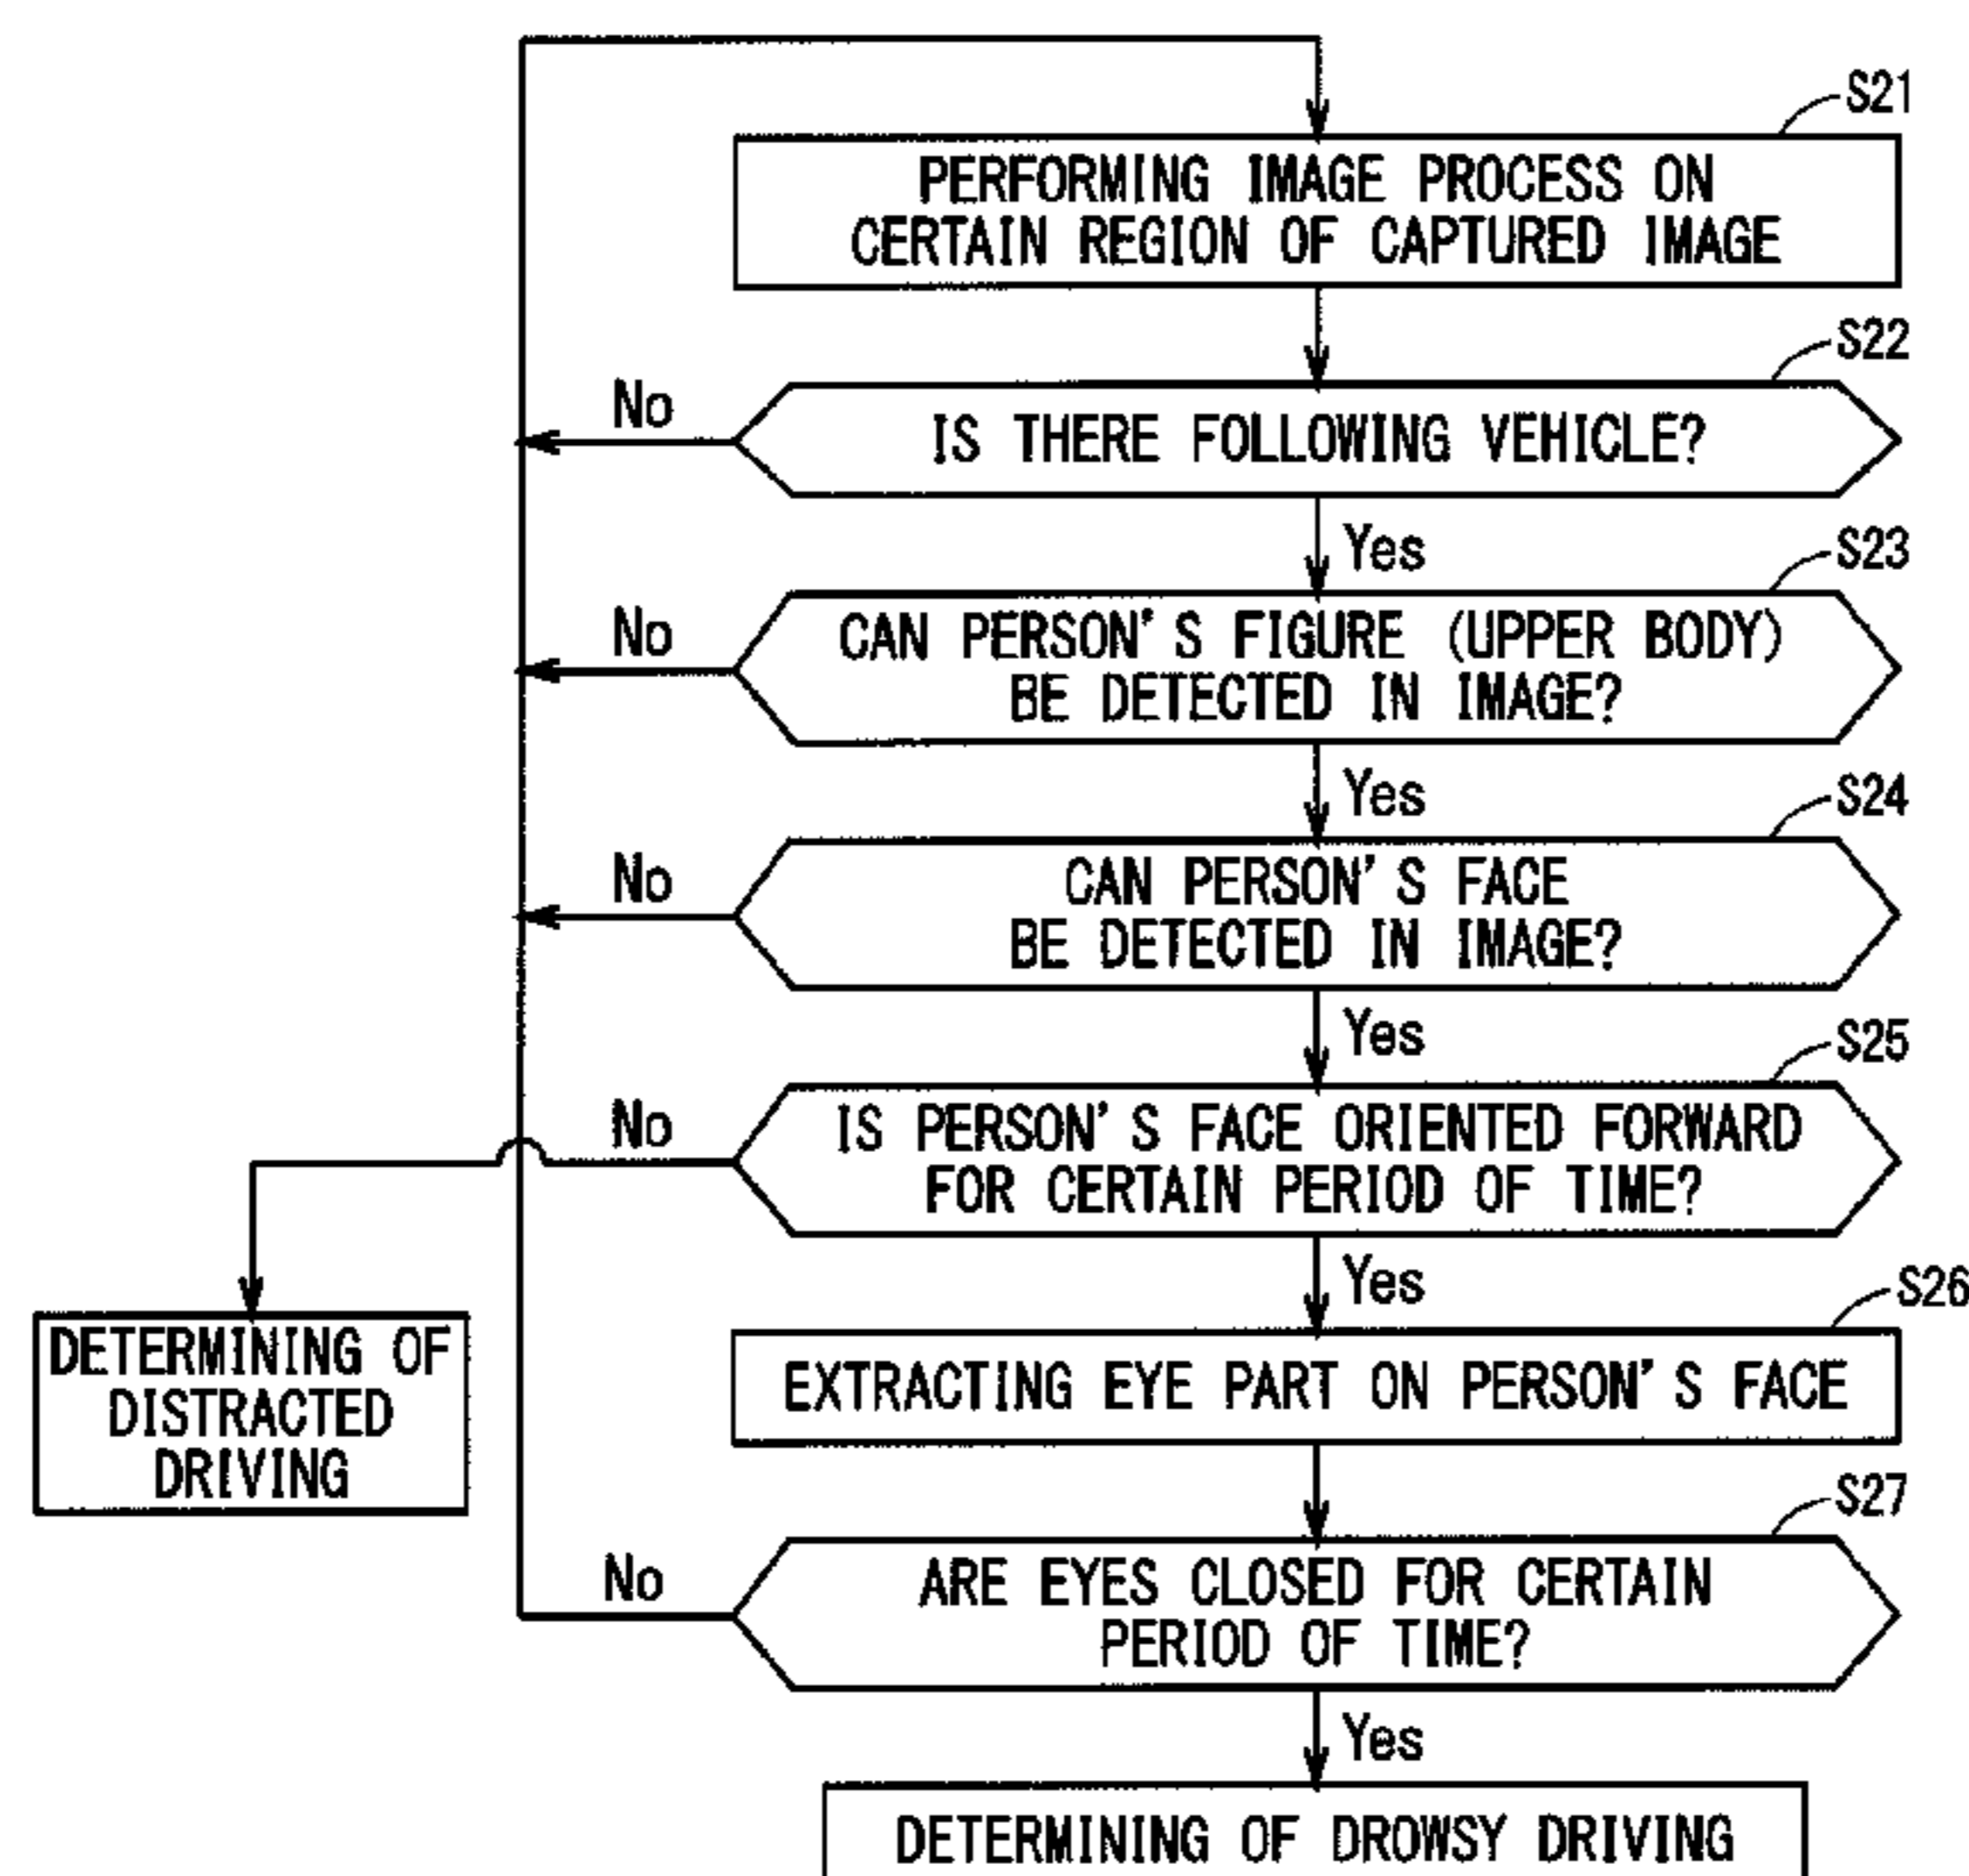 S21
PERFORMING IMAGE PROCESS ON
CERTAIN REGION OF CAPTURED IMAGE
S22
No
IS THERE FOLLOWING VEHICLE?
Yes
S23
No
CAN PERSON'S FIGURE (UPPER BODY)
BE DETECTED IN IMAGE?
Yes
S24
No
CAN PERSON'S FACE
BE DETECTED IN IMAGE?
Yes
S25
No
IS PERSON'S FACE ORIENTED FORWARD
FOR CERTAIN PERIOD OF TIME?
Yes
S26
DETERMINING OF
DISTRACTED
DRIVING
EXTRACTING EYE PART ON PERSON'S FACE
S27
No
ARE EYES CLOSED FOR CERTAIN
PERIOD OF TIME?
Yes
DETERMINING OF DROWSY DRIVING